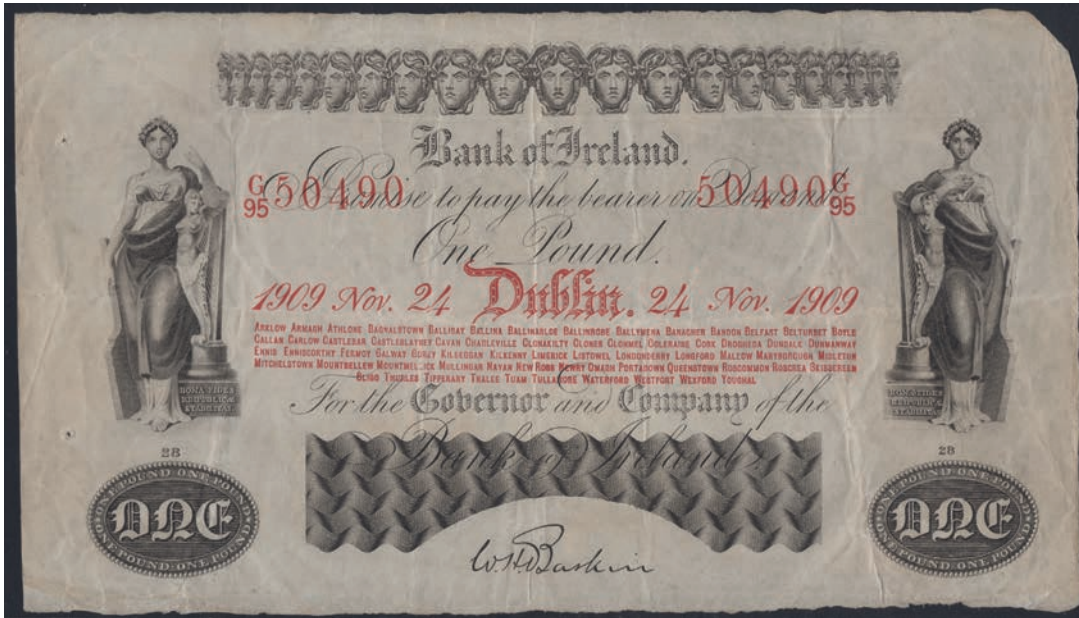 Bank of Ireland.
G/95 50490 50490 G/95
I Promise to pay the bearer on Demand
One Pound.
1909 Nov. 24 Dublin. 24 Nov. 1909
ARKLOW ARMAGH ATHLONE BAGNALSTOWN BALLIBAY BALLINA BALLINASLOE BALLINROBE BALLYMENA BANAGHER BANDON BELFAST BELTURBET BOYLE
CALLAN CARLOW CASTLEBAR CASTLEBLAYNEY CAVAN CHARLEVILLE CLONAKILTY CLONES CLONMEL COLERAINE CORK DROGHEDA DUNDALK DUNMANWAY
ENNIS ENNISCORTHY FERMOY GALWAY GOREY KILBEGGAN KILKENNY LIMERICK LISTOWEL LONDONDERRY LONGFORD MALLOW MARYBOROUGH MIDLETON
MITCHELSTOWN MOUNTBELLEW MOUNTMELLICK MULLINGAR NAVAN NEW ROSS NEWRY OMAGH PORTADOWN QUEENSTOWN ROSCOMMON ROSCREA SKIBBEREEN
SLIGO THURLES TIPPERARY TRALEE TUAM TULLAMORE WATERFORD WESTPORT WEXFORD YOUGHAL
For the Governor and Company of the
Bank of Ireland.
BONA FIDES
REIPUBLICÆ
STABILITAS
BONA FIDES
REIPUBLICÆ
STABILITAS
28
28
ONE POUND ONE POUND ONE POUND ONE POUND
ONE
ONE POUND ONE POUND ONE POUND ONE POUND
ONE
W. H. Baskin